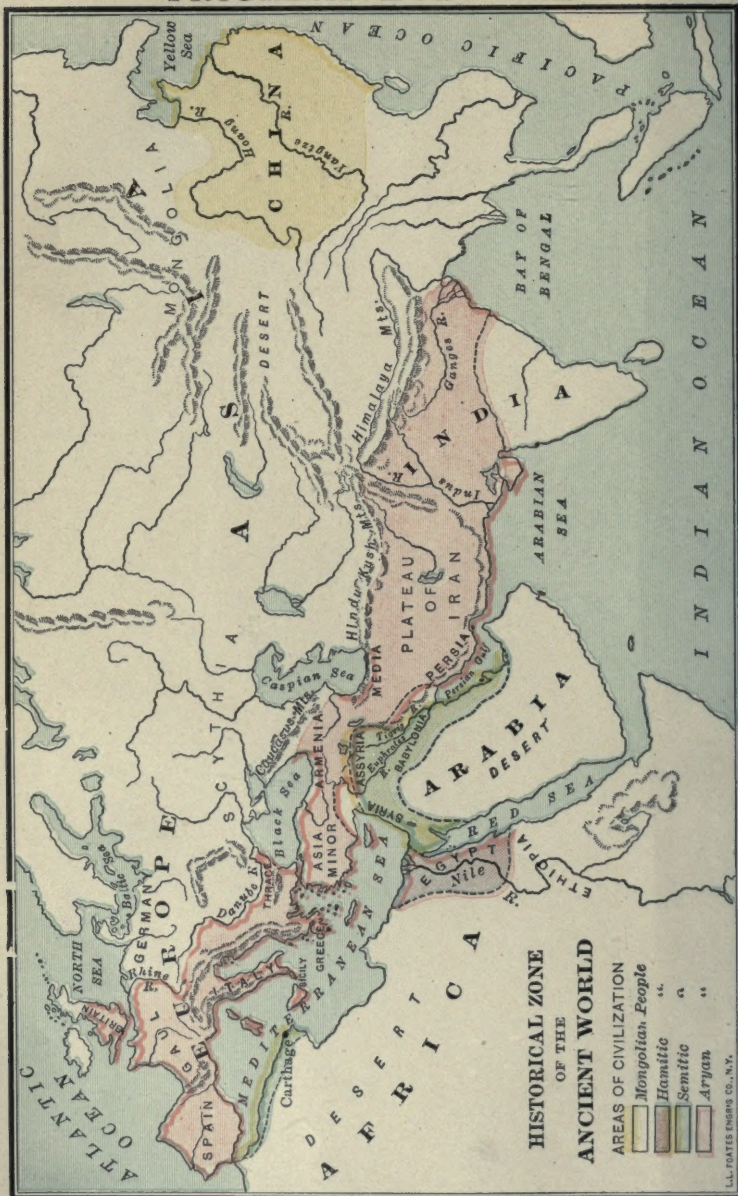 HISTORICAL ZONE
OF THE
ANCIENT WORLD
AREAS OF CIVILIZATION
Mongolian People
Hamitic "
Semitic "
Aryan "
L.L. POATES ENGR'G CO., N.Y.
ATLANTIC
OCEAN
NORTH
SEA
Baltic Sea
BRITAIN
GERMANY
Rhine
R.
EUROPE
GAUL
SPAIN
ITALY
SICILY
GREECE
THRACE
Danube R.
SCYTHIA
Black Sea
Caucasus Mts.
Caspian Sea
ASIA
MINOR
ARMENIA
MEDITERRANEAN SEA
Carthage
DESERT
AFRICA
EGYPT
Nile
R.
ETHIOPIA
RED SEA
SYRIA
ASSYRIA
Tigris R.
Euphrates
R.
BABYLONIA
ARABIA
DESERT
MEDIA
PERSIA
Persian Gulf
PLATEAU
OF
IRAN
Hindu Kush Mts.
ASIA
DESERT
MONGOLIA
Himalaya Mts.
Indus
R.
Ganges R.
INDIA
ARABIAN
SEA
BAY OF
BENGAL
INDIAN OCEAN
CHINA
Hoang
R.
Yangtze
R.
Yellow
Sea
PACIFIC OCEAN